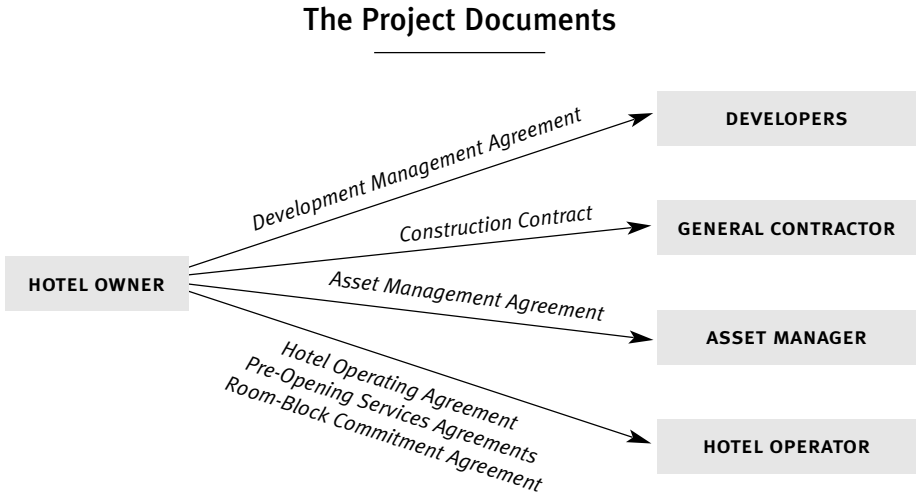 The Project Documents
Development Management Agreement
DEVELOPERS
Construction Contract
GENERAL CONTRACTOR
HOTEL OWNER
Asset Management Agreement
ASSET MANAGER
Hotel Operating Agreement
Pre-Opening Services Agreements
Room-Block Commitment Agreement
HOTEL OPERATOR